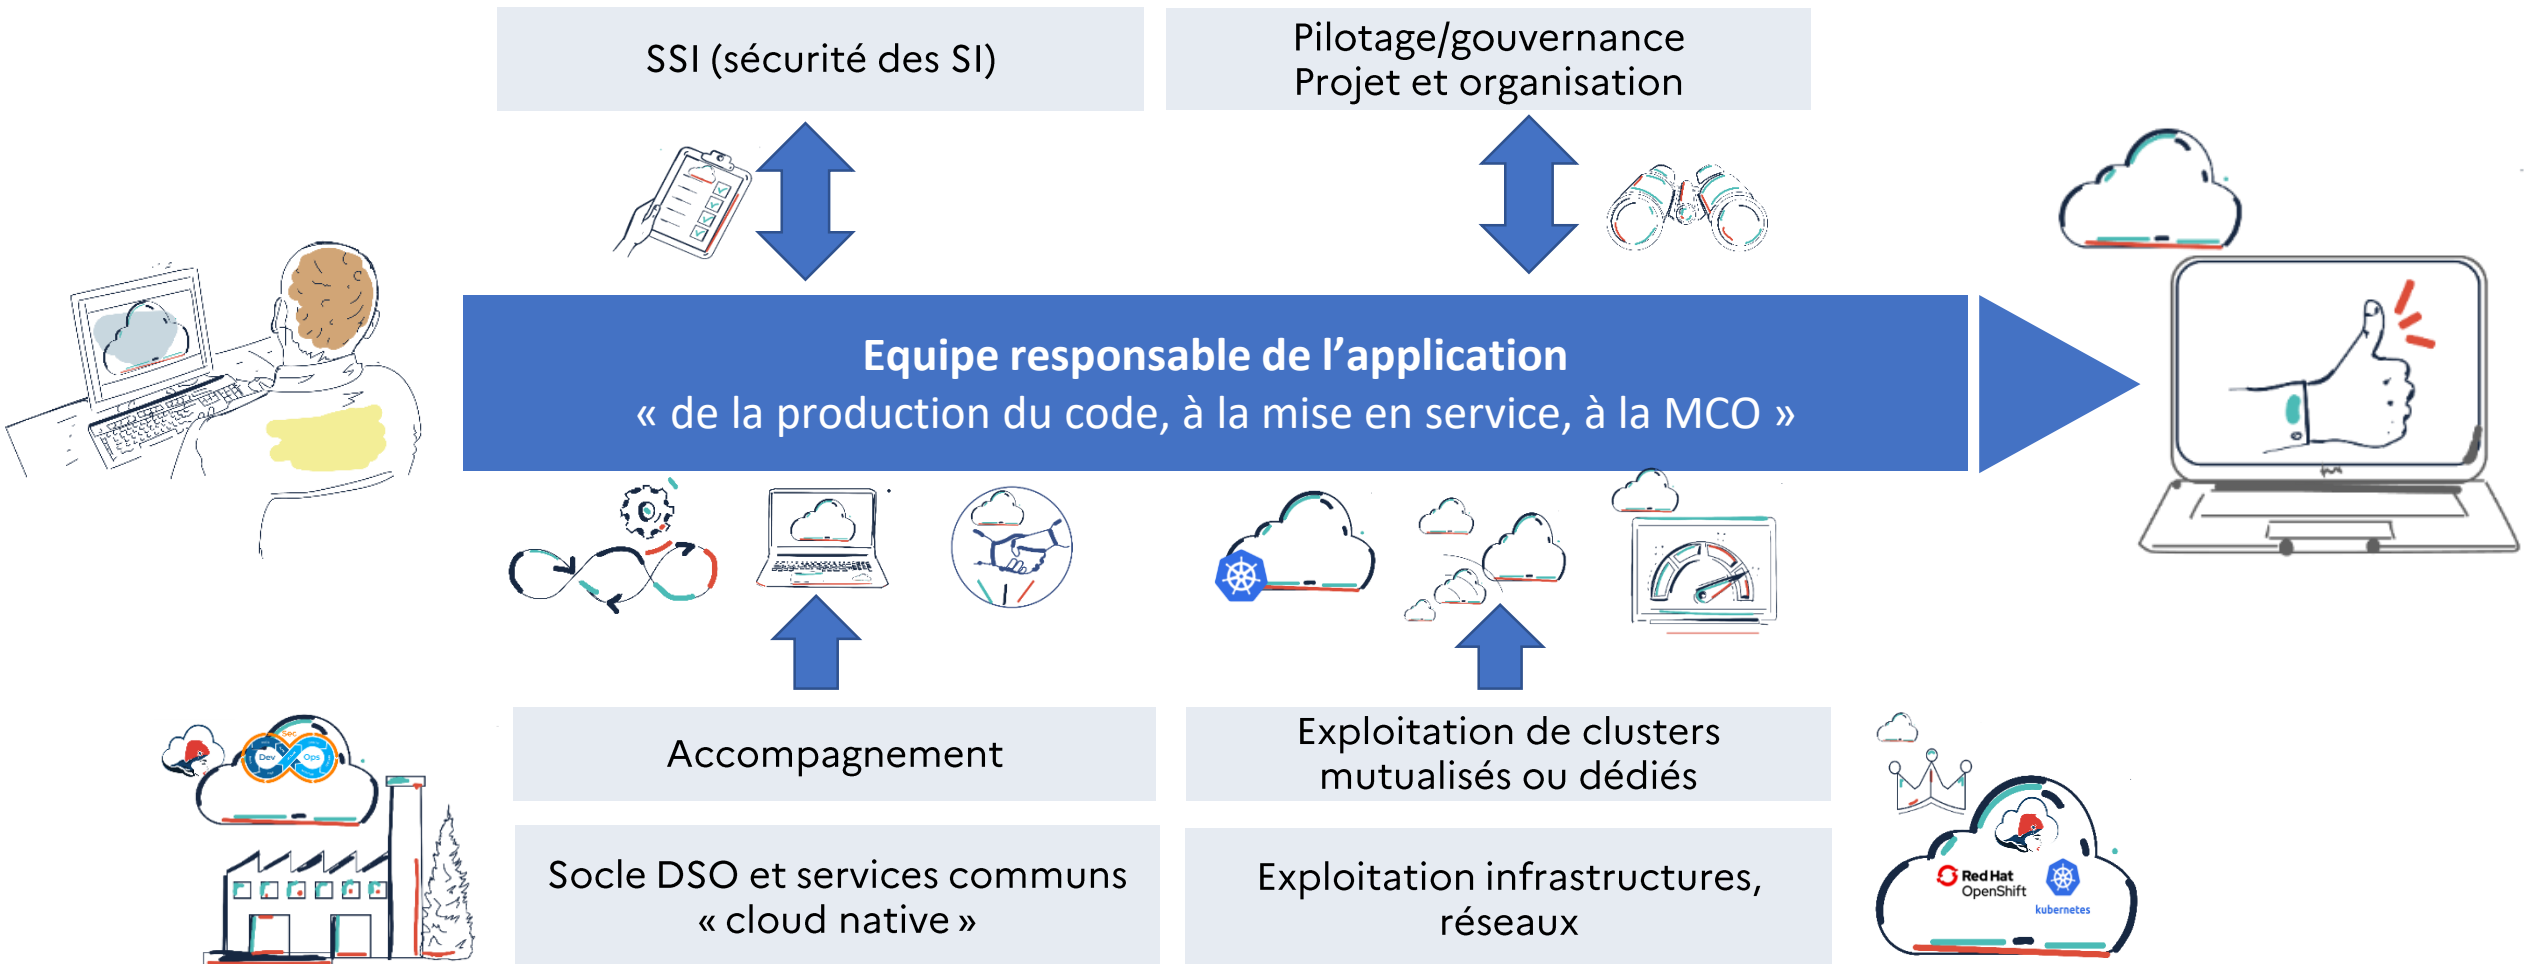 SSI (sécurité des SI)
Pilotage/gouvernance
Projet et organisation
Equipe responsable de l’application
« de la production du code, à la mise en service, à la MCO »
Accompagnement
Exploitation de clusters
mutualisés ou dédiés
Sec
Dev
Ops
Socle DSO et services communs
« cloud native »
Exploitation infrastructures,
réseaux
Red Hat
OpenShift
kubernetes